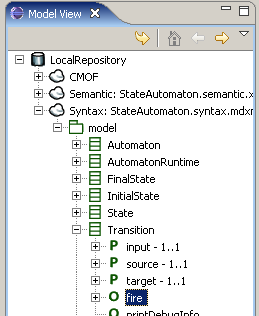 Model View
LocalRepository
CMOF
Semantic: StateAutomaton.semantic.x
Syntax: StateAutomaton.syntax.mdx
model
Automaton
AutomatonRuntime
FinalState
InitialState
State
Transition
P input - 1..1
P source - 1..1
P target - 1..1
O fire
O printDebugInfo